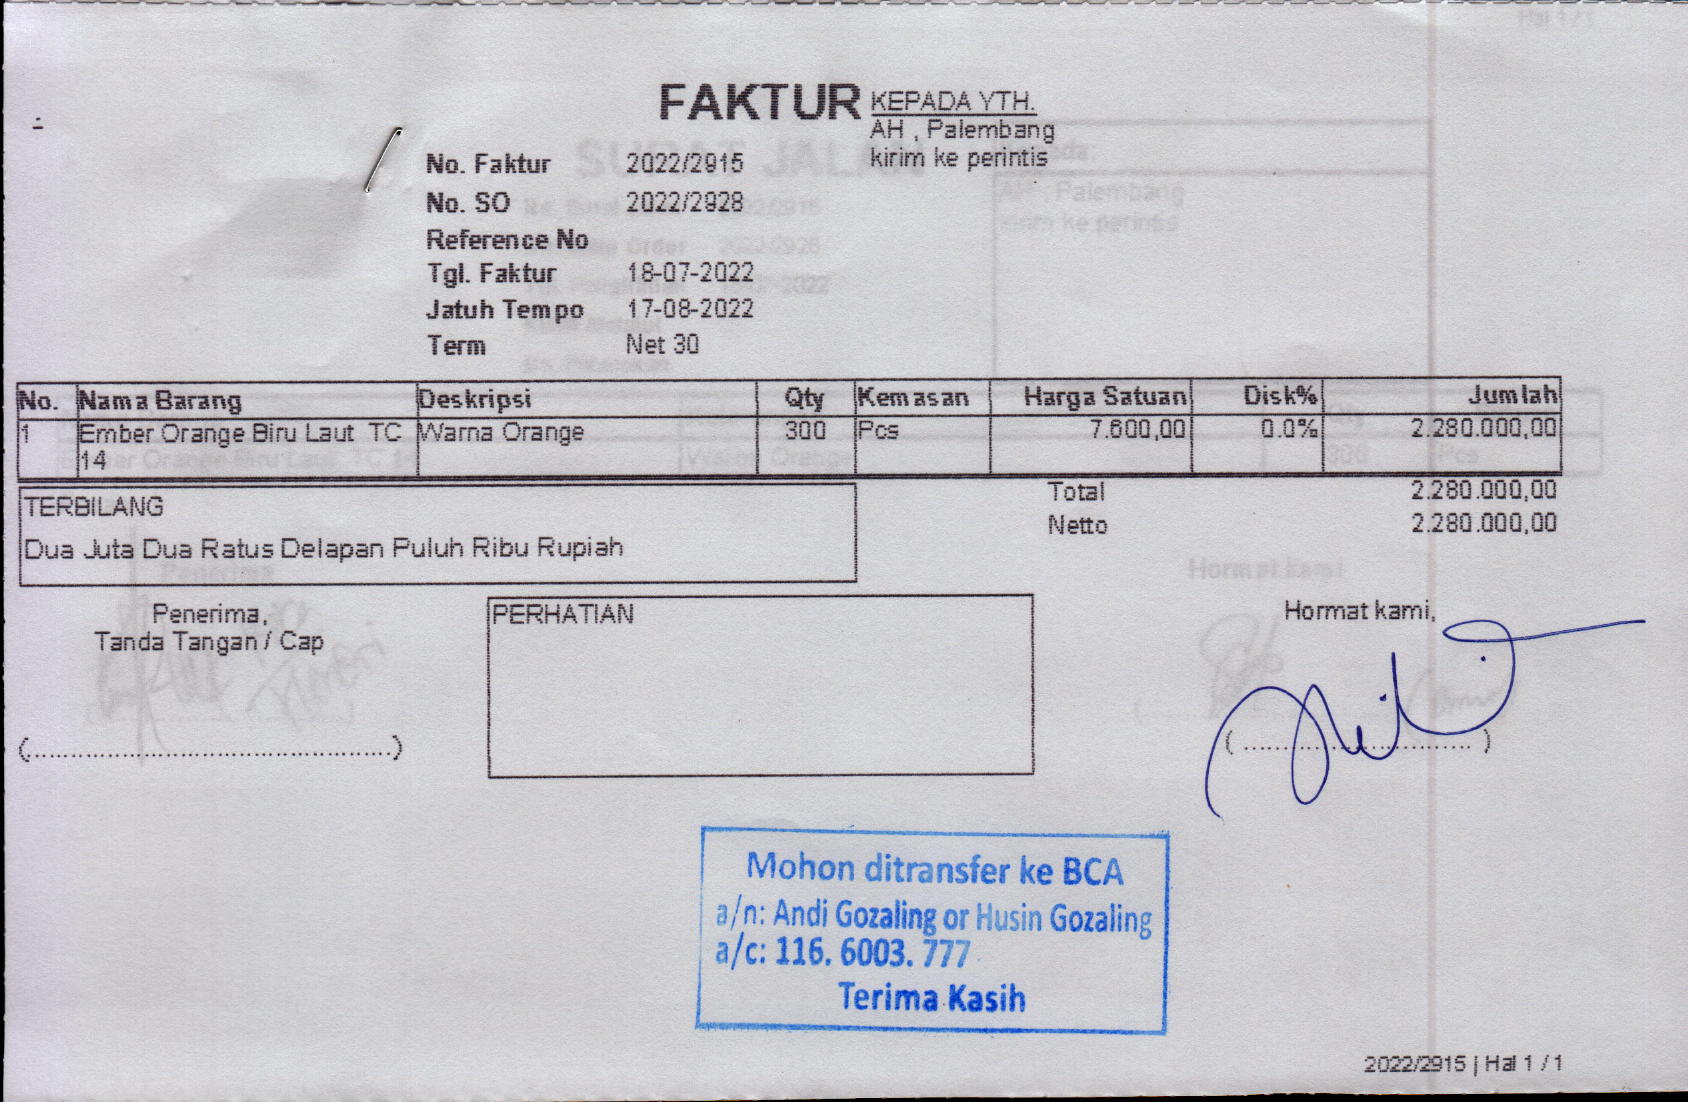 FAKTUR
KEPADA YTH.
AH , Palembang
kirim ke perintis
No. Faktur 2022/2915
No. SO 2022/2928
Reference No
Tgl. Faktur 18-07-2022
Jatuh Tempo 17-08-2022
Term Net 30
No. Nama Barang Deskripsi Qty Kemasan Harga Satuan Disk% Jumlah
1 Ember Orange Biru Laut TC Warna Orange 300 Pcs 7.600,00 0.0% 2.280.000,00
14
Total 2.280.000,00
Netto 2.280.000,00
TERBILANG
Dua Juta Dua Ratus Delapan Puluh Ribu Rupiah
Penerima,
Tanda Tangan / Cap
(..............................................)
PERHATIAN
Hormat kami,
( ............................. )
Mohon ditransfer ke BCA
a/n: Andi Gozaling or Husin Gozaling
a/c: 116. 6003. 777
Terima Kasih
2022/2915 | Hal 1 / 1